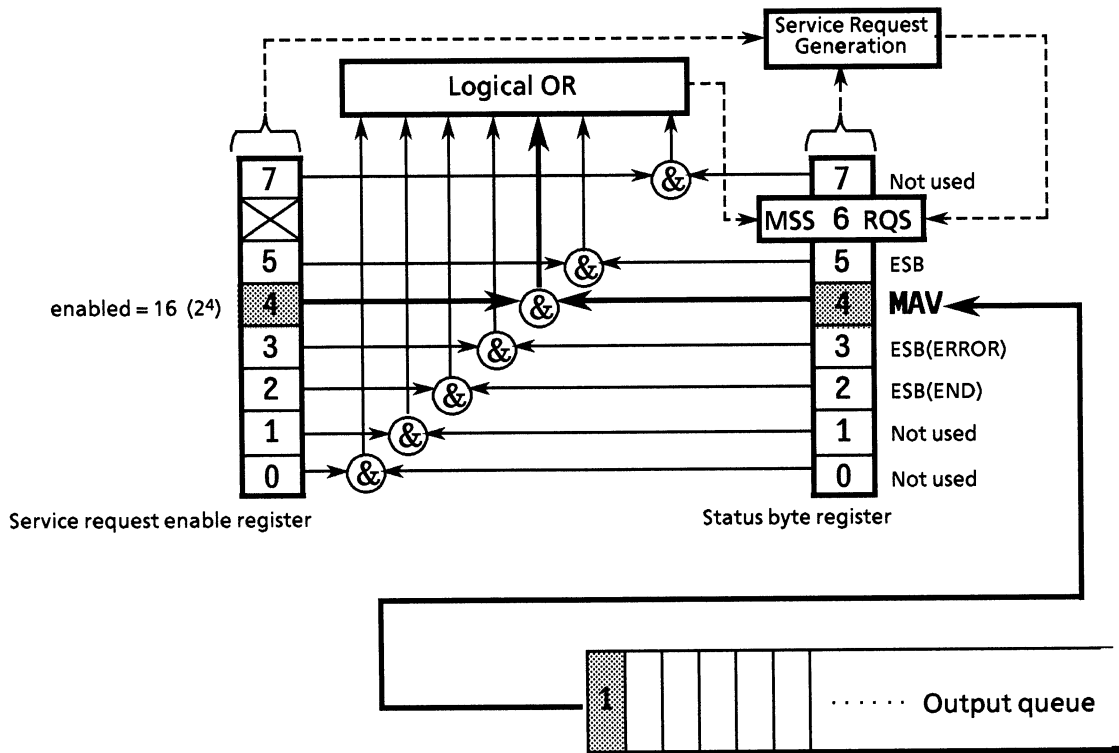 Service Request
Generation
Logical OR
7
&
7
Not used
MSS 6 RQS
5
&
5
ESB
enabled = 16 (2⁴)
4
&
4
MAV
3
&
3
ESB(ERROR)
2
&
2
ESB(END)
1
&
1
Not used
0
&
0
Not used
Service request enable register
Status byte register
1
...... Output queue